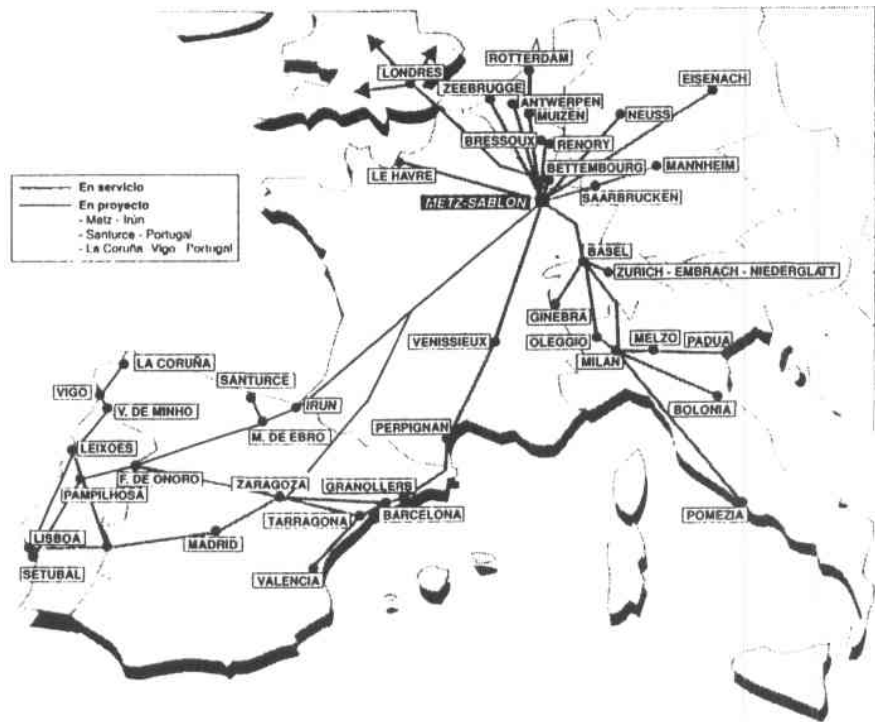 ROTTERDAM
LONDRES
EISENACH
ZEEBRUGGE
ANTWERPEN
MUIZEN
NEUSS
BRESSOUX
RENORY
LE HAVRE
BETTEMBOURG
MANNHEIM
SAARBRUCKEN
METZ-SABLON
En servicio
En proyecto
- Metz - Irún
- Santurce - Portugal
- La Coruña Vigo Portugal
BASEL
ZURICH - EMBRACH - NIEDERGLATT
GINEBRA
VENISSIEUX
OLEGGIO
MELZO
PADUA
MILAN
LA CORUÑA
SANTURCE
VIGO
IRUN
BOLONIA
V. DE MINHO
M. DE EBRO
PERPIGNAN
LEIXOES
F. DE ONORO
ZARAGOZA
GRANOLLERS
PAMPILHOSA
TARRAGONA
BARCELONA
POMEZIA
LISBOA
MADRID
SETUBAL
VALENCIA